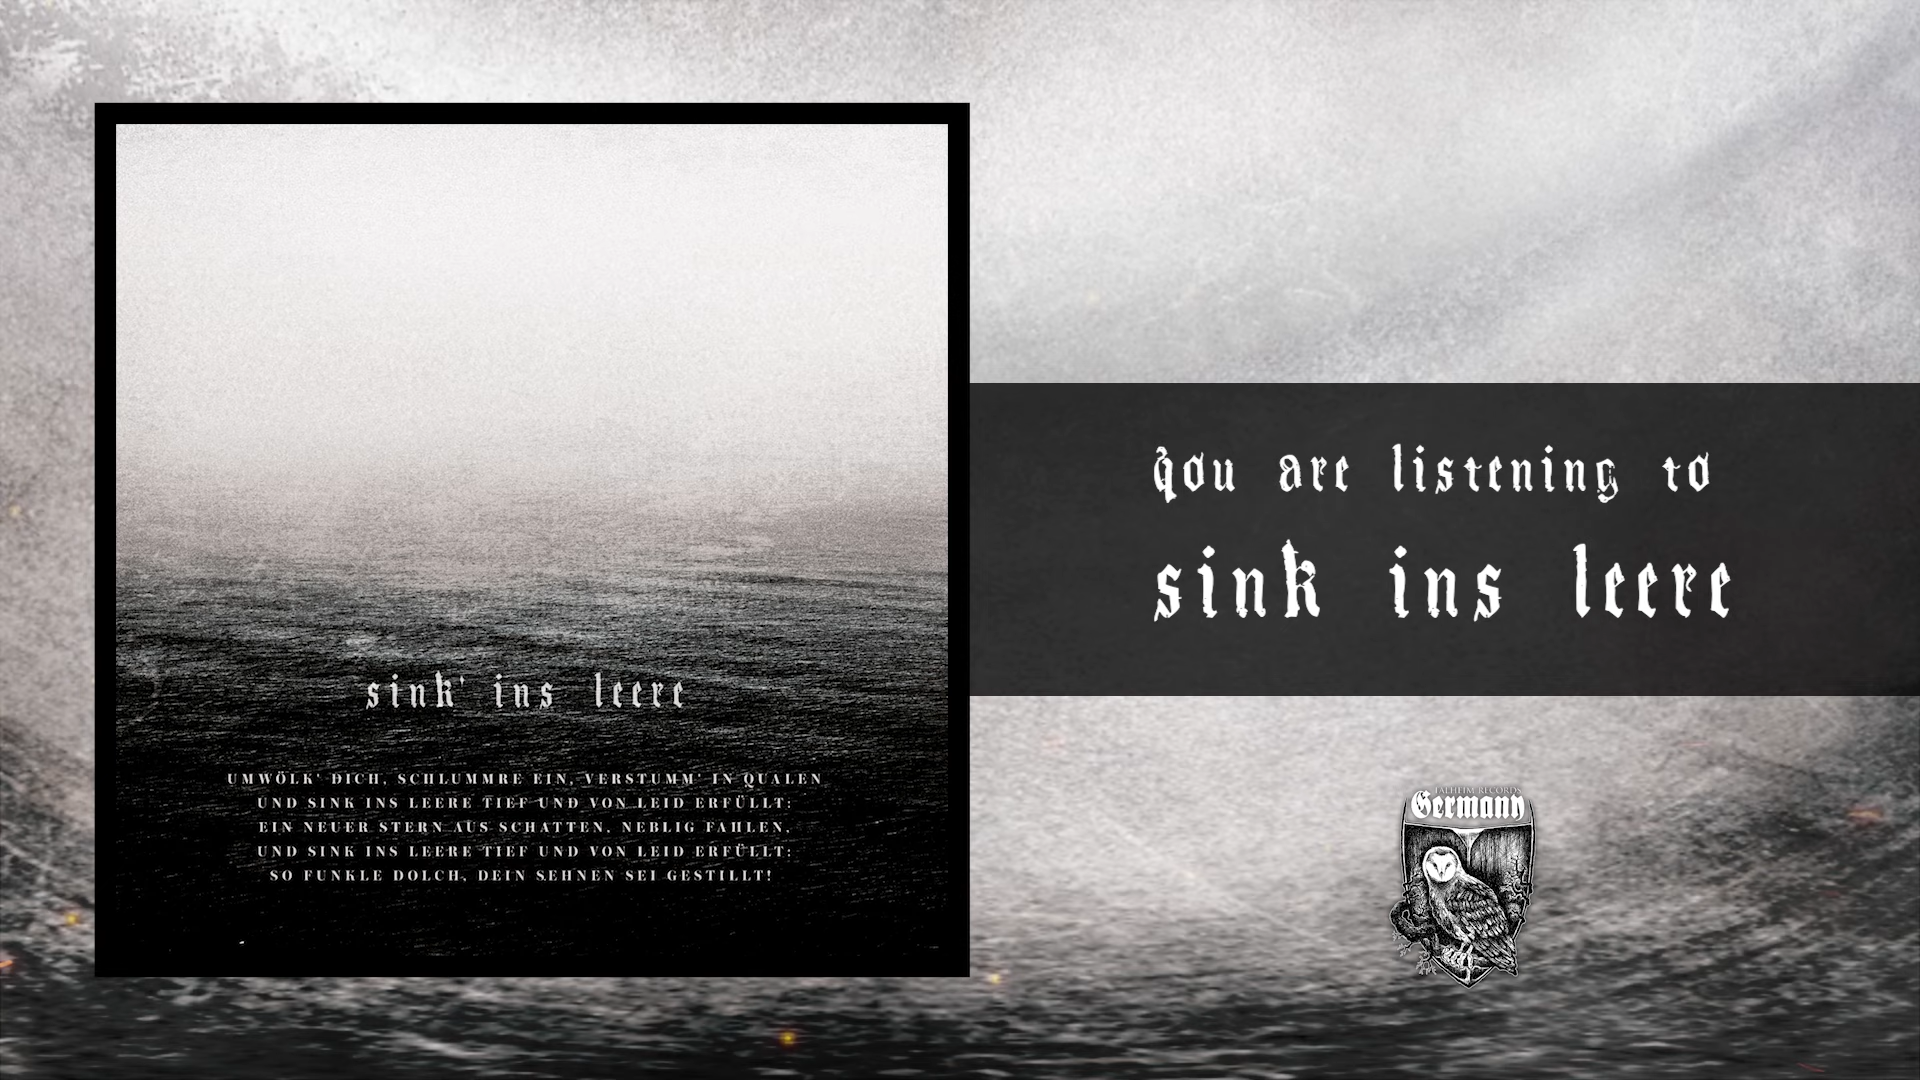 sink' ins leere
UMWÖLK' DICH, SCHLUMMRE EIN, VERSTUMM' IN QUALEN
UND SINK INS LEERE TIEF UND VON LEID ERFÜLLT:
EIN NEUER STERN AUS SCHATTEN, NEBLIG FAHLEN,
UND SINK INS LEERE TIEF UND VON LEID ERFÜLLT:
SO FUNKLE DOLCH, DEIN SEHNEN SEI GESTILLT!
you are listening to
sink ins leere
TALHEIM RECORDS
Germany